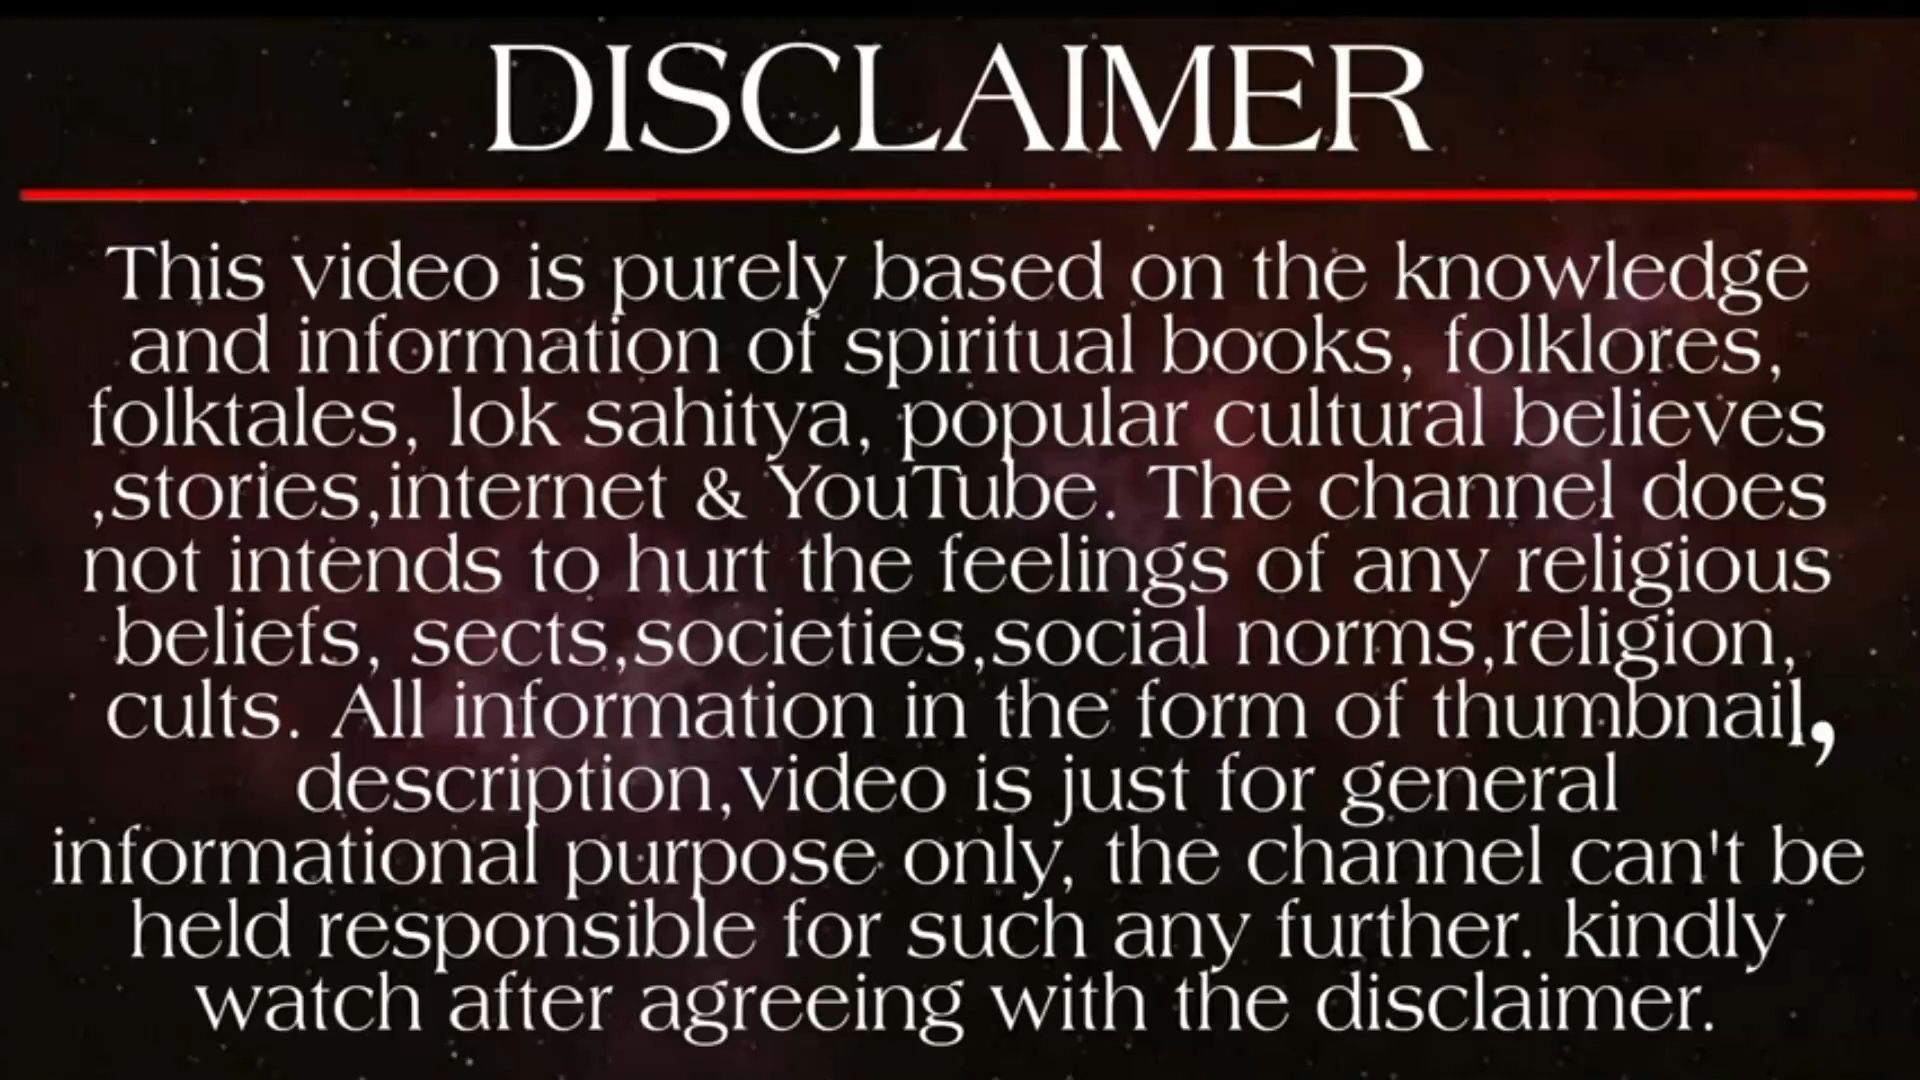 DISCLAIMER
This video is purely based on the knowledge
and information of spiritual books, folklores,
folktales, lok sahitya, popular cultural believes
,stories,internet & YouTube. The channel does
not intends to hurt the feelings of any religious
beliefs, sects,societies,social norms,religion,
cults. All information in the form of thumbnail,
description,video is just for general
informational purpose only, the channel can't be
held responsible for such any further. kindly
watch after agreeing with the disclaimer.